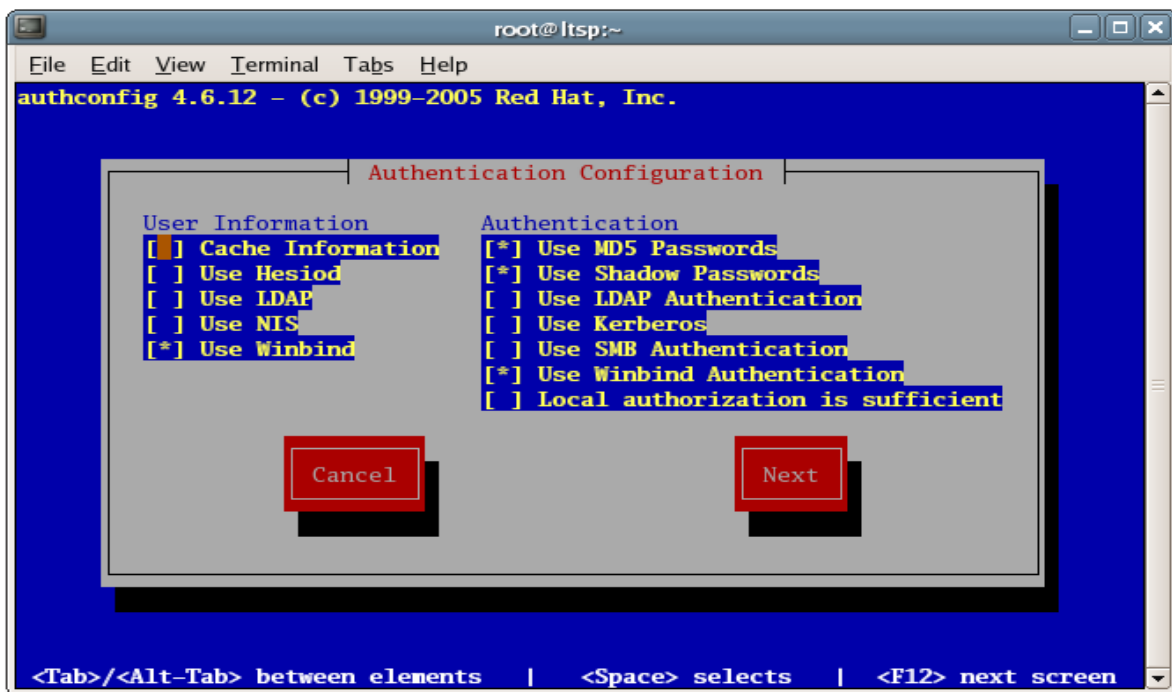 root@ltsp:~
File Edit View Terminal Tabs Help
authconfig 4.6.12 - (c) 1999-2005 Red Hat, Inc.
Authentication Configuration
User Information
[ ] Cache Information
[ ] Use Hesiod
[ ] Use LDAP
[ ] Use NIS
[*] Use Winbind
Authentication
[*] Use MD5 Passwords
[*] Use Shadow Passwords
[ ] Use LDAP Authentication
[ ] Use Kerberos
[ ] Use SMB Authentication
[*] Use Winbind Authentication
[ ] Local authorization is sufficient
Cancel
Next
<Tab>/<Alt-Tab> between elements | <Space> selects | <F12> next screen